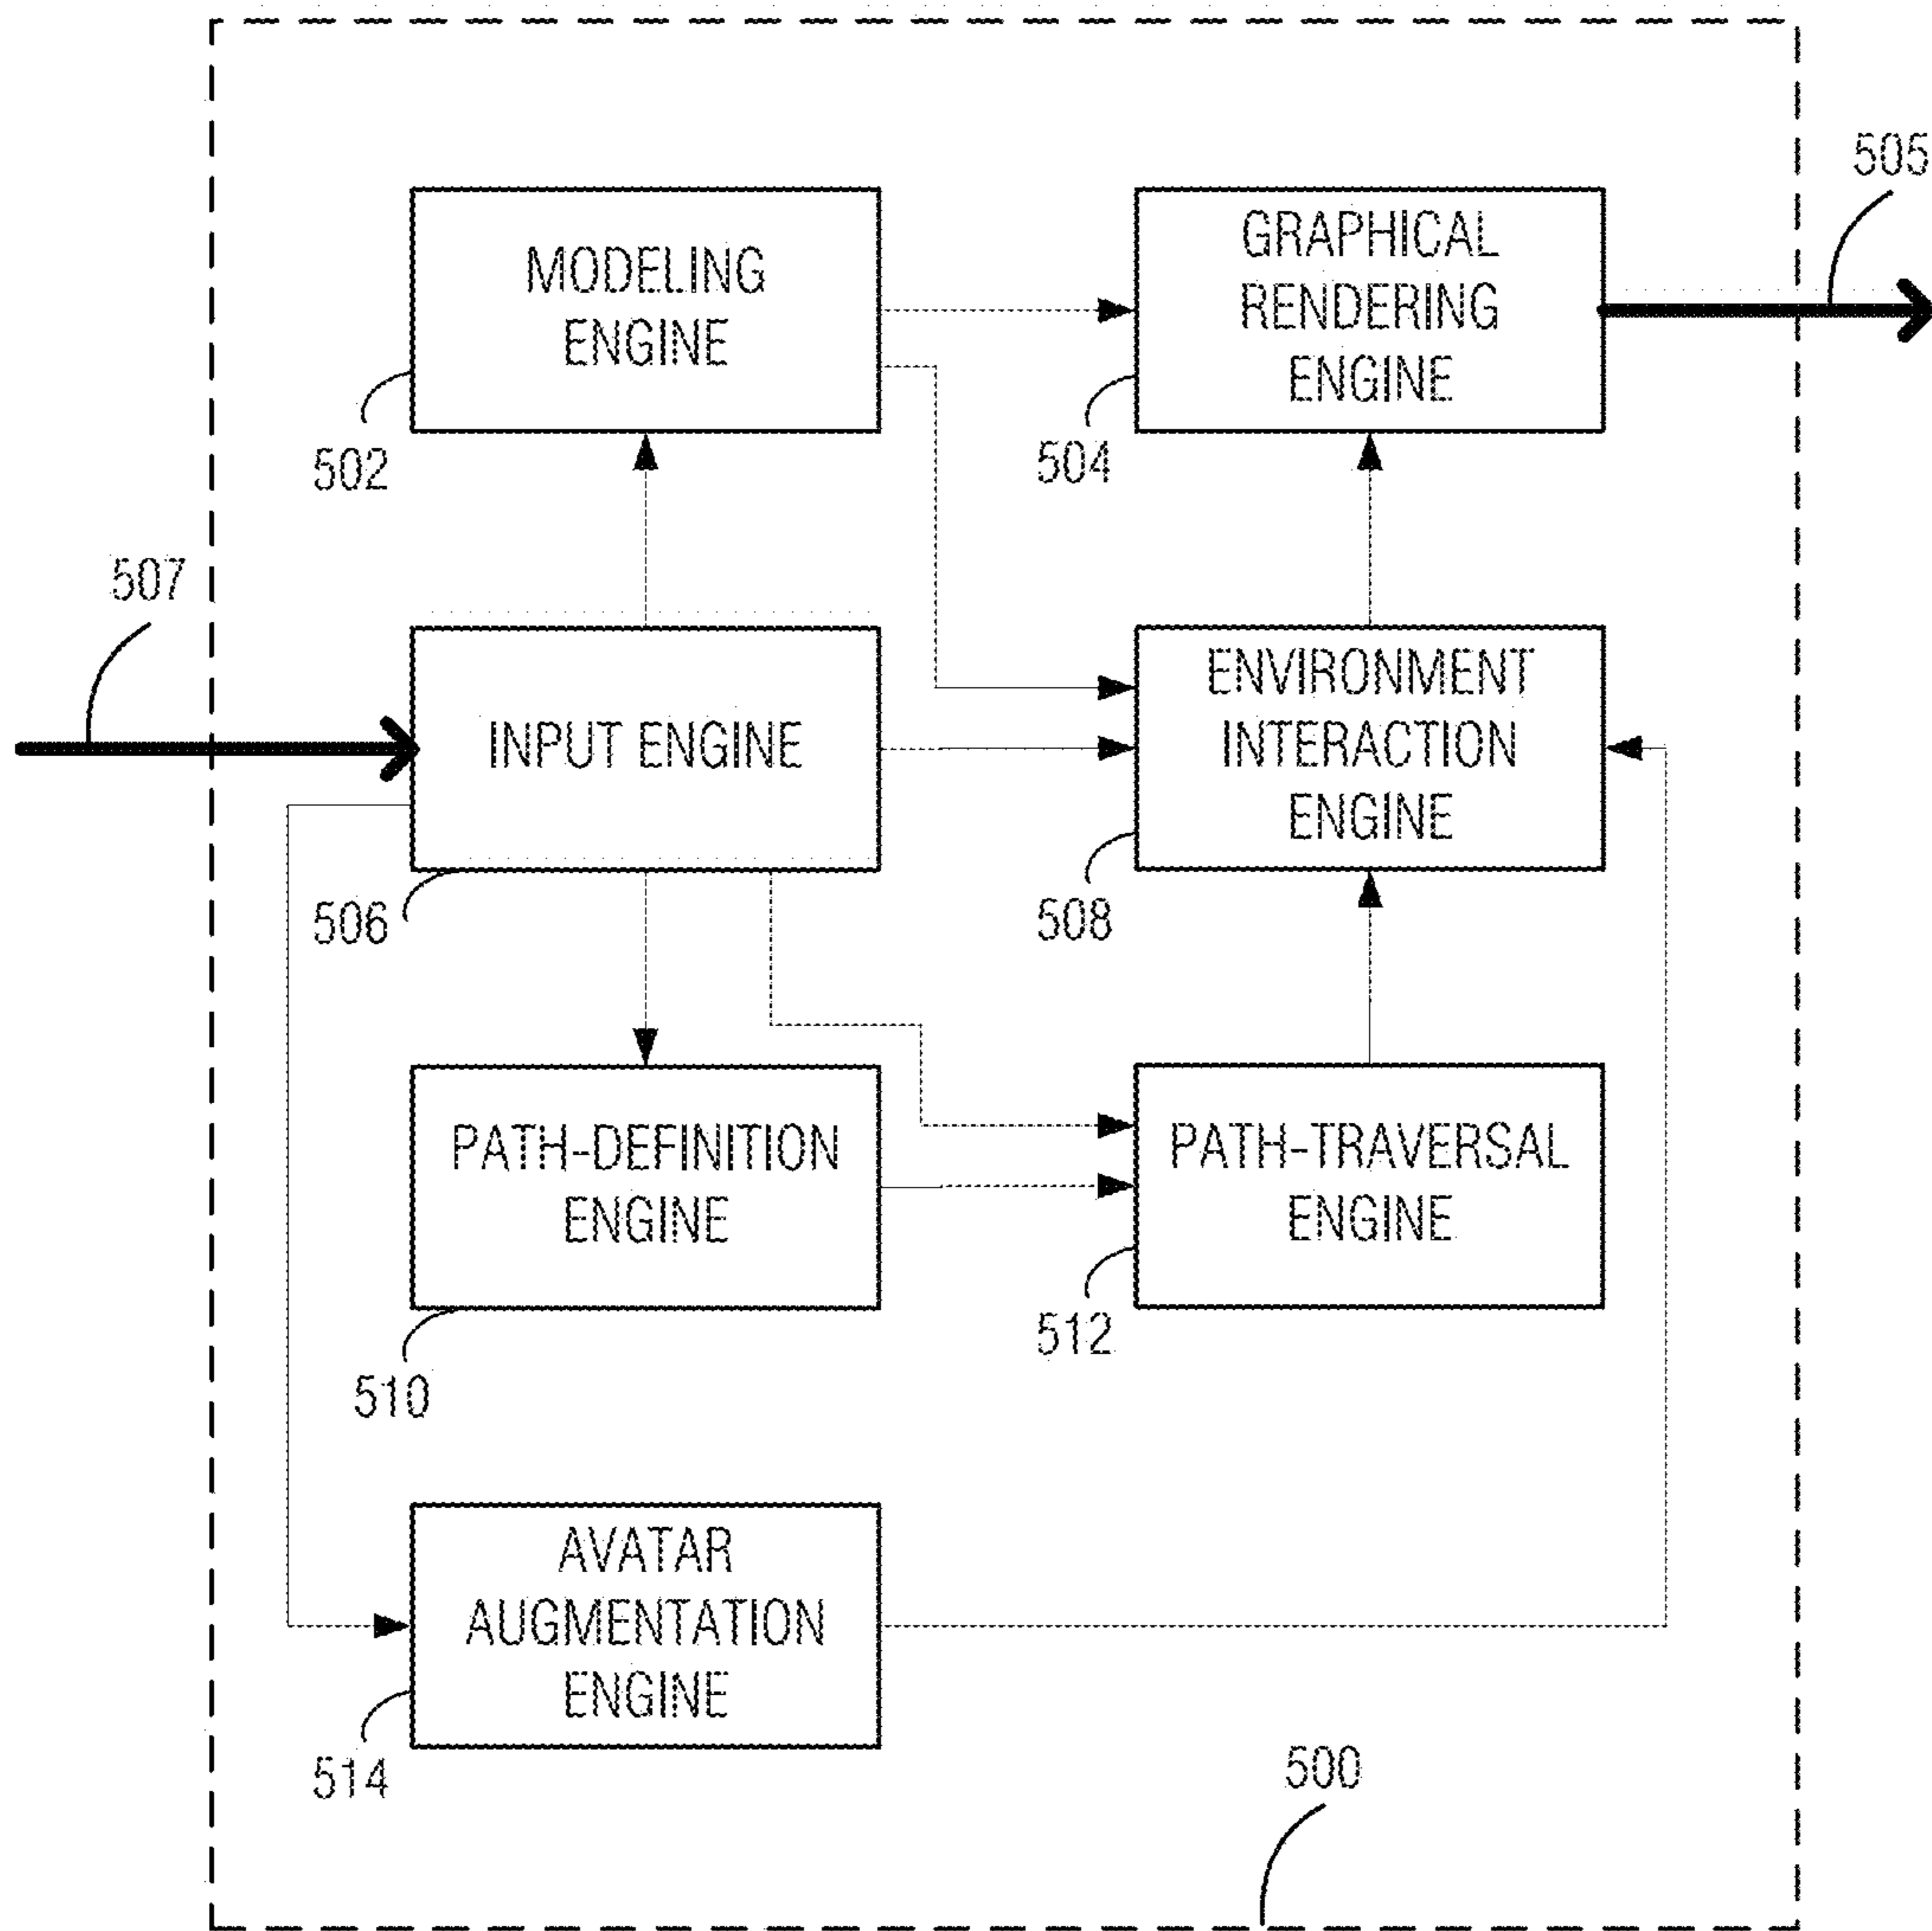 505
MODELING
ENGINE
502
GRAPHICAL
RENDERING
ENGINE
504
507
INPUT ENGINE
506
ENVIRONMENT
INTERACTION
ENGINE
508
PATH-DEFINITION
ENGINE
510
PATH-TRAVERSAL
ENGINE
512
AVATAR
AUGMENTATION
ENGINE
514
500